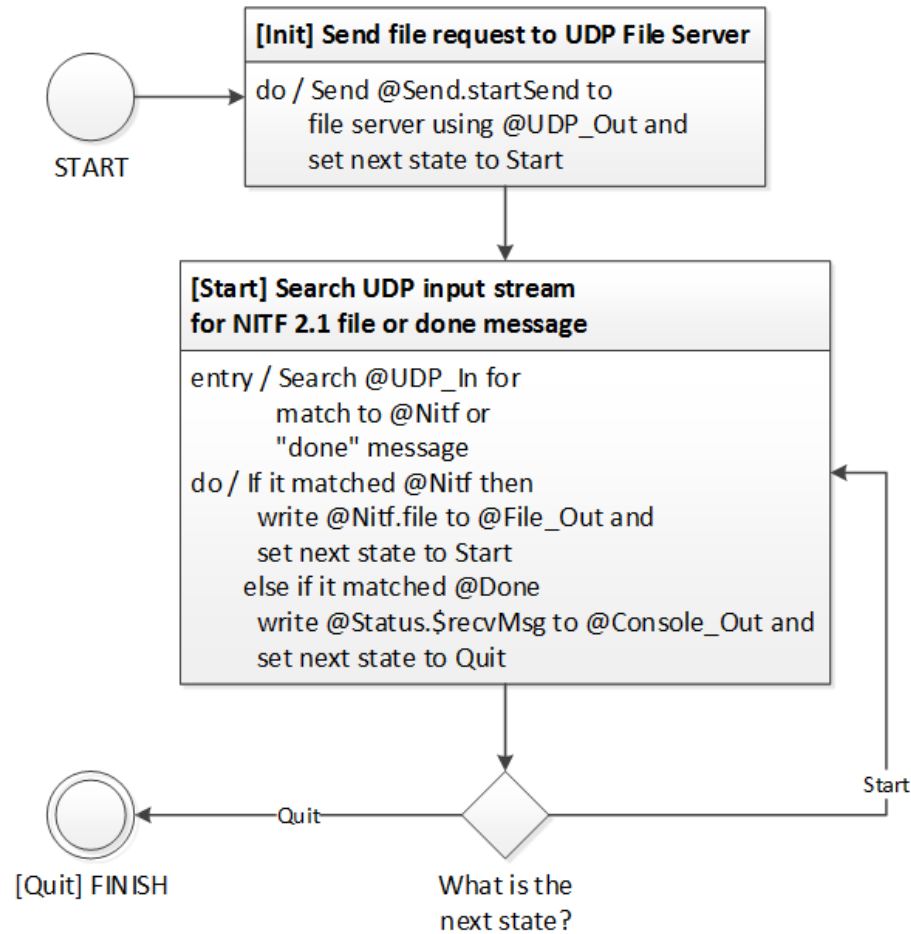 [Init] Send file request to UDP File Server
do / Send @Send.startSend to
file server using @UDP_Out and
set next state to Start
START
[Start] Search UDP input stream
for NITF 2.1 file or done message
entry / Search @UDP_In for
match to @Nitf or
"done" message
do / If it matched @Nitf then
write @Nitf.file to @File_Out and
set next state to Start
else if it matched @Done
write @Status.$recvMsg to @Console_Out and
set next state to Quit
Start
Quit
[Quit] FINISH
What is the
next state?